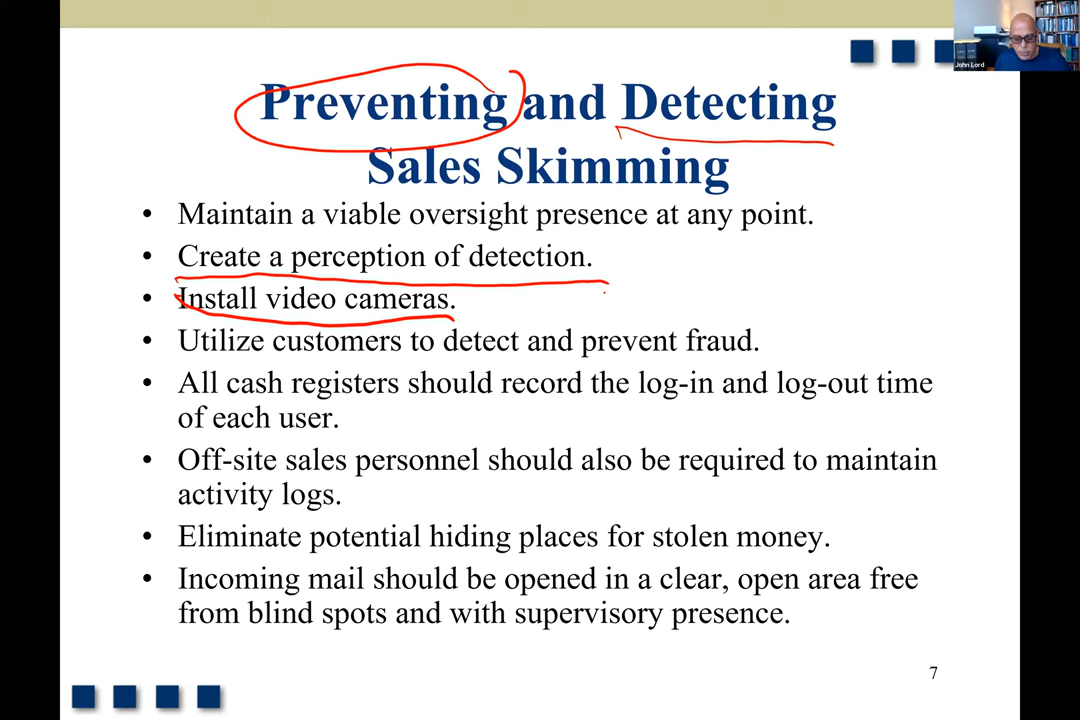 John Lord
Preventing and Detecting
Sales Skimming
• Maintain a viable oversight presence at any point.
• Create a perception of detection.
• Install video cameras.
• Utilize customers to detect and prevent fraud.
• All cash registers should record the log-in and log-out time
of each user.
• Off-site sales personnel should also be required to maintain
activity logs.
• Eliminate potential hiding places for stolen money.
• Incoming mail should be opened in a clear, open area free
from blind spots and with supervisory presence.
7